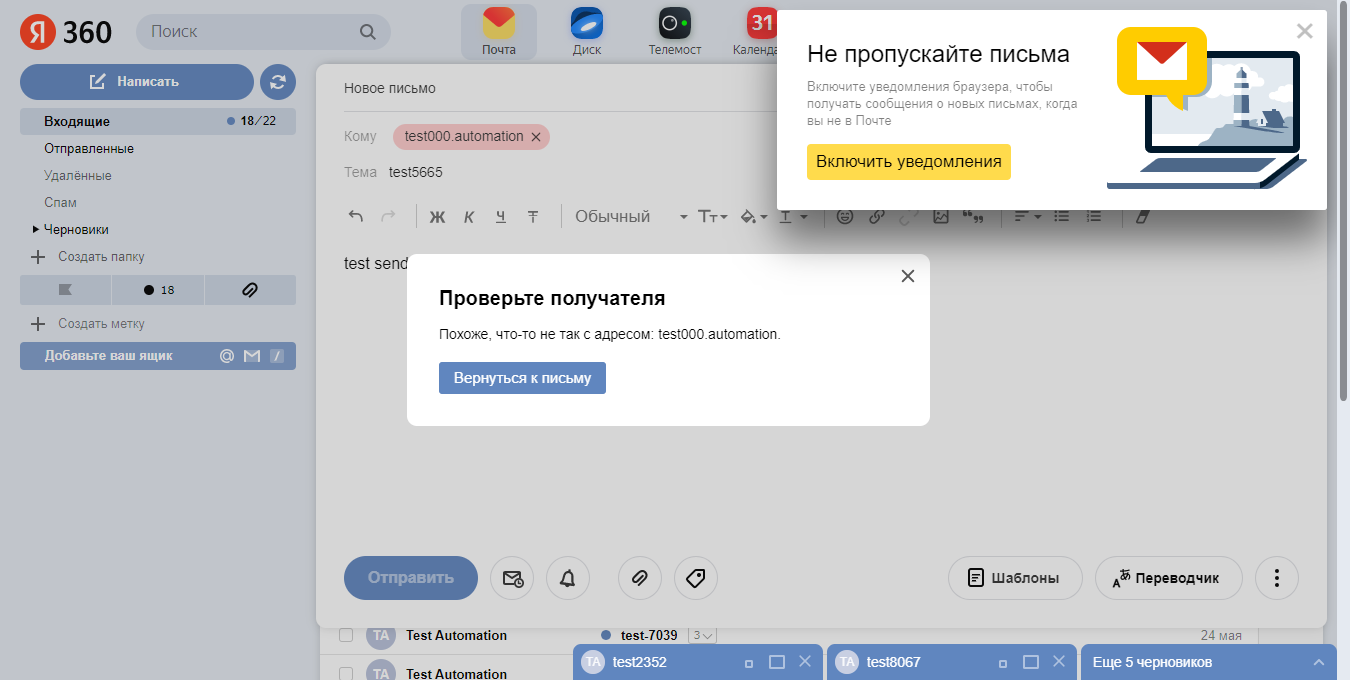 Я 360
Поиск
Почта
Диск
Телемост
31
Календа
Не пропускайте письма
Включите уведомления браузера, чтобы
получать сообщения о новых письмах, когда
вы не в Почте
Включить уведомления
Написать
Входящие 18/22
Отправленные
Удалённые
Спам
Черновики
Создать папку
18
Создать метку
Добавьте ваш ящик
Новое письмо
Кому test000.automation
Тема test5665
Ж К Ч Т Обычный Тт Т
test send
Проверьте получателя
Похоже, что-то не так с адресом: test000.automation.
Вернуться к письму
Отправить
Шаблоны
Переводчик
TA Test Automation test-7039 3 24 мая
TA Test Automation
TA test2352
TA test8067
Еще 5 черновиков